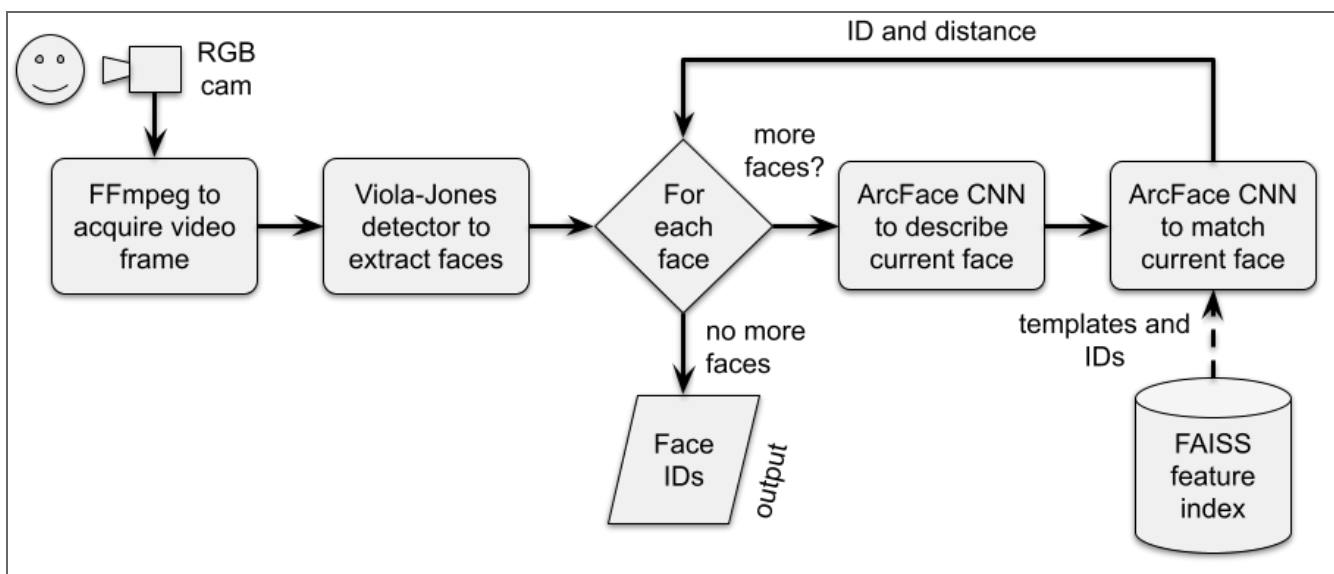 RGB
cam
ID and distance
FFmpeg to
acquire video
frame
Viola-Jones
detector to
extract faces
For
each
face
more
faces?
ArcFace CNN
to describe
current face
ArcFace CNN
to match
current face
no more
faces
templates and
IDs
Face
IDs
output
FAISS
feature
index